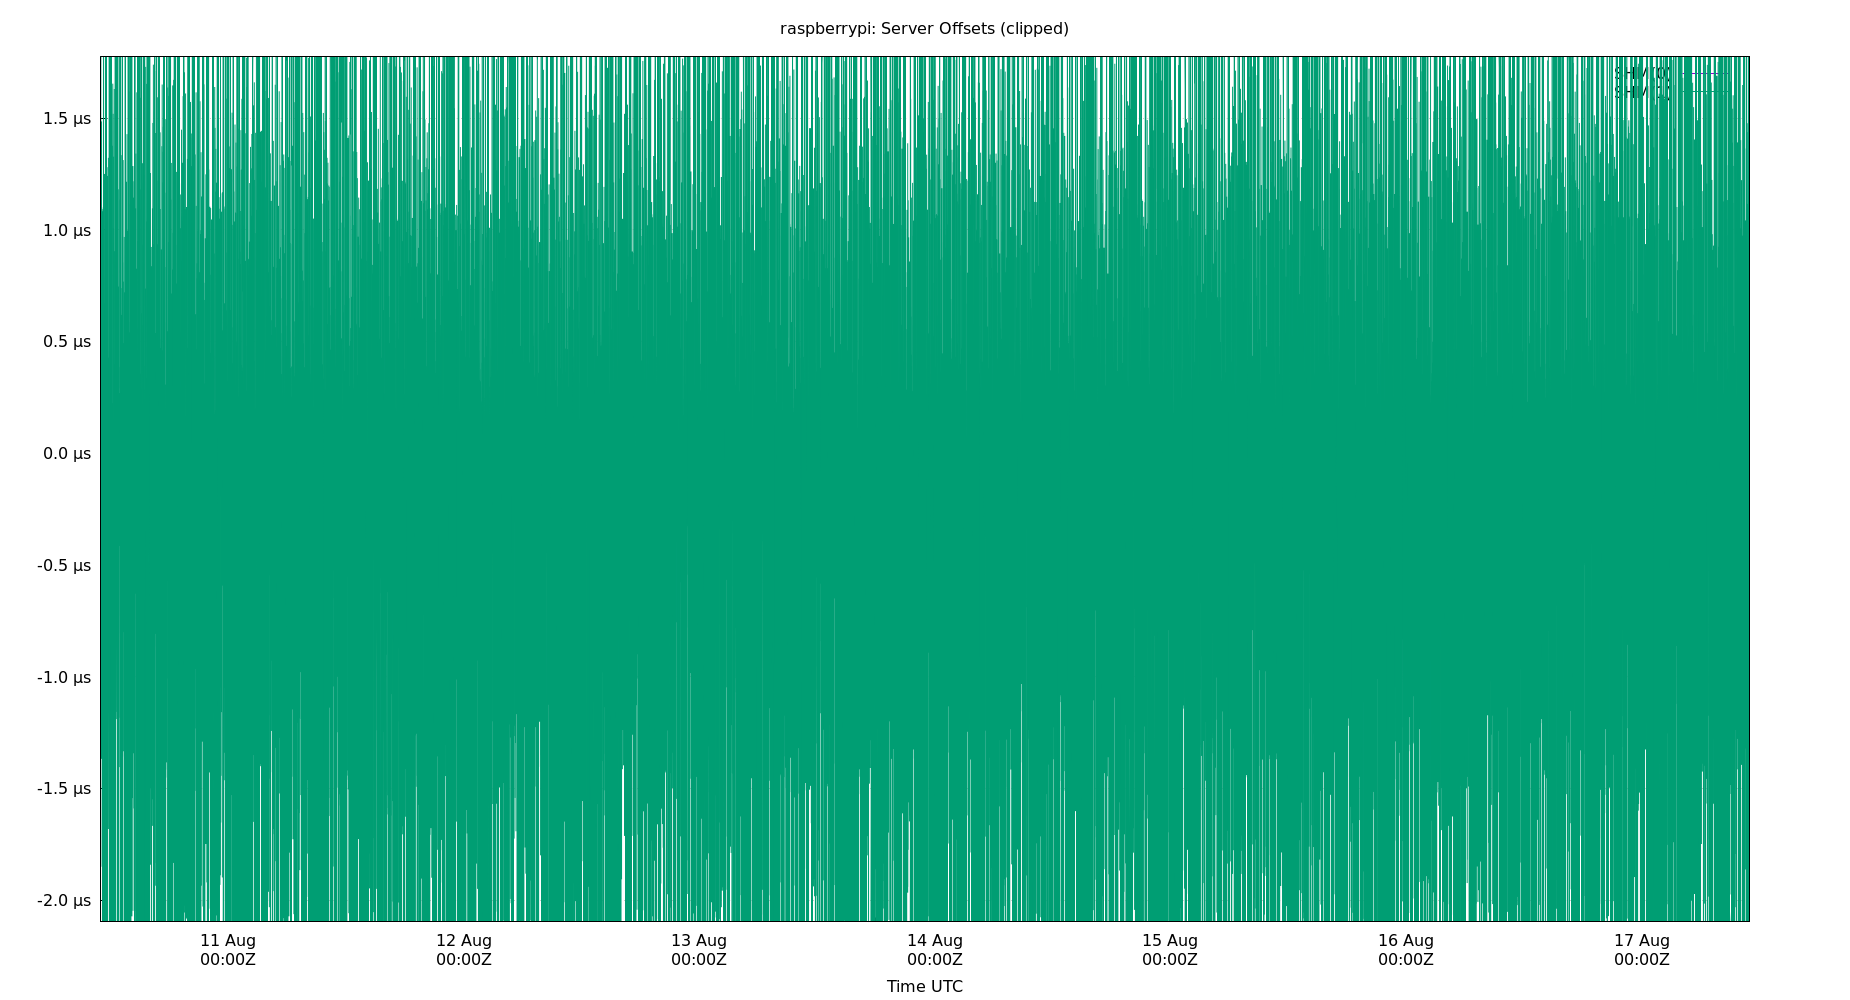 raspberrypi: Server Offsets (clipped)
SHM(0)
1.5 µs
1.0 µs
0.5 µs
0.0 µs
-0.5 µs
-1.0 µs
-1.5 µs
-2.0 µs
11 Aug
00:00Z
12 Aug
00:00Z
13 Aug
00:00Z
14 Aug
00:00Z
15 Aug
00:00Z
16 Aug
00:00Z
17 Aug
00:00Z
Time UTC